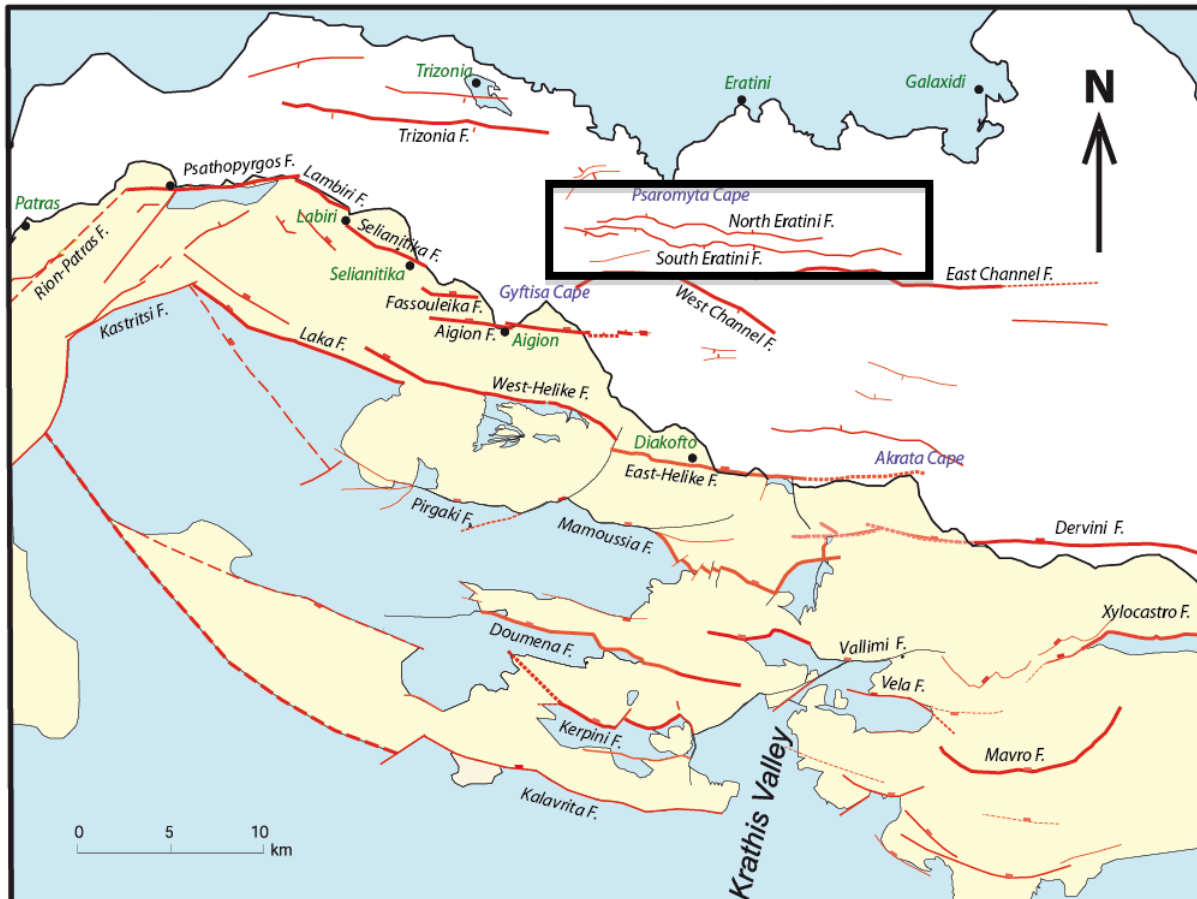 Trizonia
Eratini
Galaxidi
N
Trizonia F.
Psathopyrgos F.
Lambiri F.
Psaromyta Cape
Patras
Labiri
North Eratini F.
Rion-Patras F.
Selianitika F.
South Eratini F.
Selianitika
East Channel F.
Gyftisa Cape
West Channel F.
Kastritsi F.
Fassouleika F.
Laka F.
Aigion F.
Aigion
West-Helike F.
Diakofto
Akrata Cape
East-Helike F.
Pirgaki F.
Mamoussia F.
Dervini F.
Xylocastro F.
Doumena F.
Vallimi F.
Vela F.
Kerpini F.
Mavro F.
Kalavrita F.
Krathis Valley
0 5 10
km